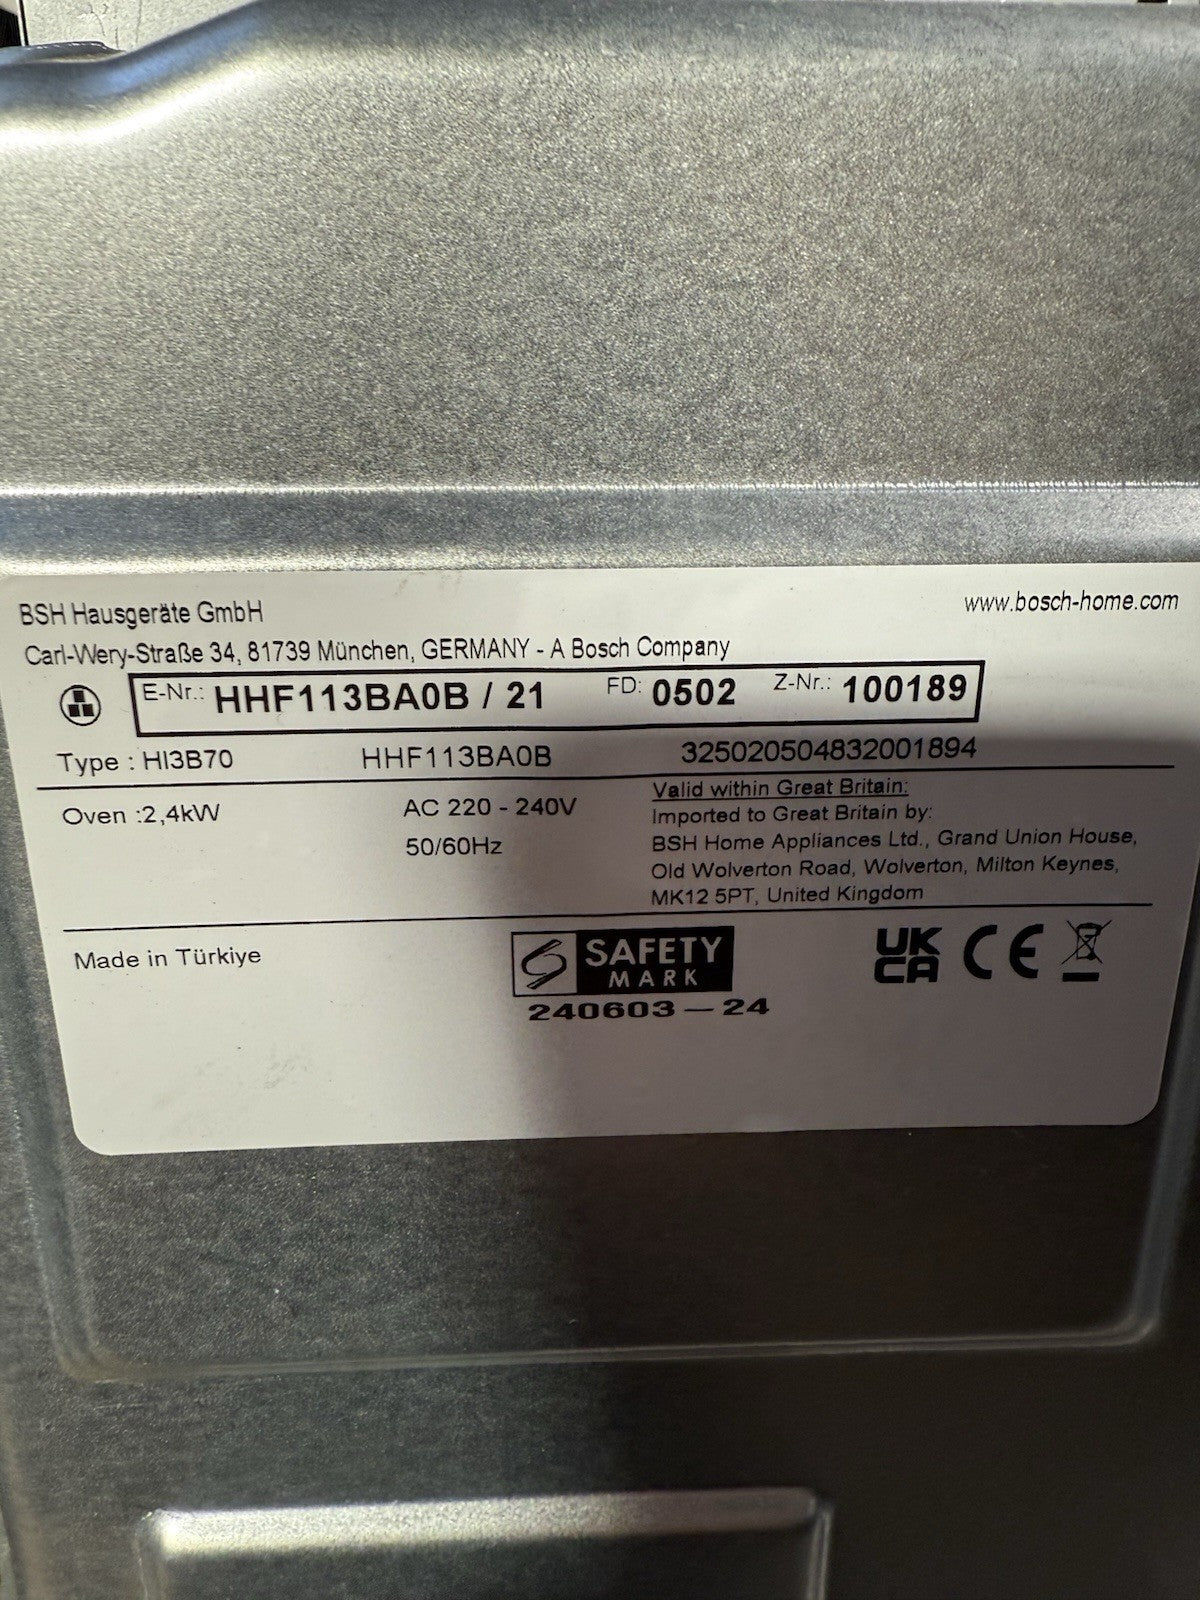 BSH Hausgeräte GmbH
www.bosch-home.com
Carl-Wery-Straße 34, 81739 München, GERMANY - A Bosch Company
E-Nr.: HHF113BA0B / 21 FD: 0502 Z-Nr.: 100189
Type : HI3B70 HHF113BA0B 325020504832001894
Oven :2,4kW
AC 220 - 240V
50/60Hz
Valid within Great Britain:
Imported to Great Britain by:
BSH Home Appliances Ltd., Grand Union House,
Old Wolverton Road, Wolverton, Milton Keynes,
MK12 5PT, United Kingdom
Made in Türkiye
SAFETY
MARK
240603-24
UK
CA
CE